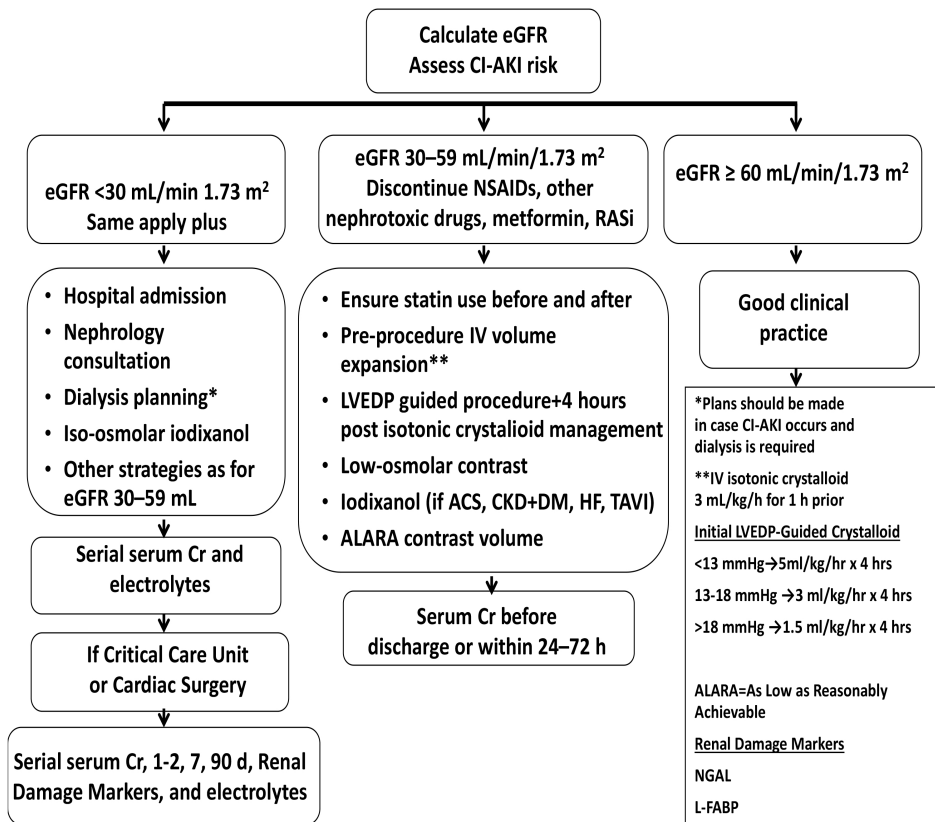 Calculate eGFR
Assess CI-AKI risk
eGFR <30 mL/min 1.73 m²
Same apply plus
eGFR 30–59 mL/min/1.73 m²
Discontinue NSAIDs, other
nephrotoxic drugs, metformin, RASi
eGFR ≥ 60 mL/min/1.73 m²
• Hospital admission
• Nephrology
consultation
• Dialysis planning*
• Iso-osmolar iodixanol
• Other strategies as for
eGFR 30–59 mL
• Ensure statin use before and after
• Pre-procedure IV volume
expansion**
• LVEDP guided procedure+4 hours
post isotonic crystalioid management
• Low-osmolar contrast
• Iodixanol (if ACS, CKD+DM, HF, TAVI)
• ALARA contrast volume
Good clinical
practice
Serial serum Cr and
electrolytes
Serum Cr before
discharge or within 24–72 h
If Critical Care Unit
or Cardiac Surgery
Serial serum Cr, 1-2, 7, 90 d, Renal
Damage Markers, and electrolytes
*Plans should be made
in case CI-AKI occurs and
dialysis is required
**IV isotonic crystalloid
3 mL/kg/h for 1 h prior
Initial LVEDP-Guided Crystalloid
<13 mmHg→5ml/kg/hr x 4 hrs
13-18 mmHg →3 ml/kg/hr x 4 hrs
>18 mmHg →1.5 ml/kg/hr x 4 hrs
ALARA=As Low as Reasonably
Achievable
Renal Damage Markers
NGAL
L-FABP